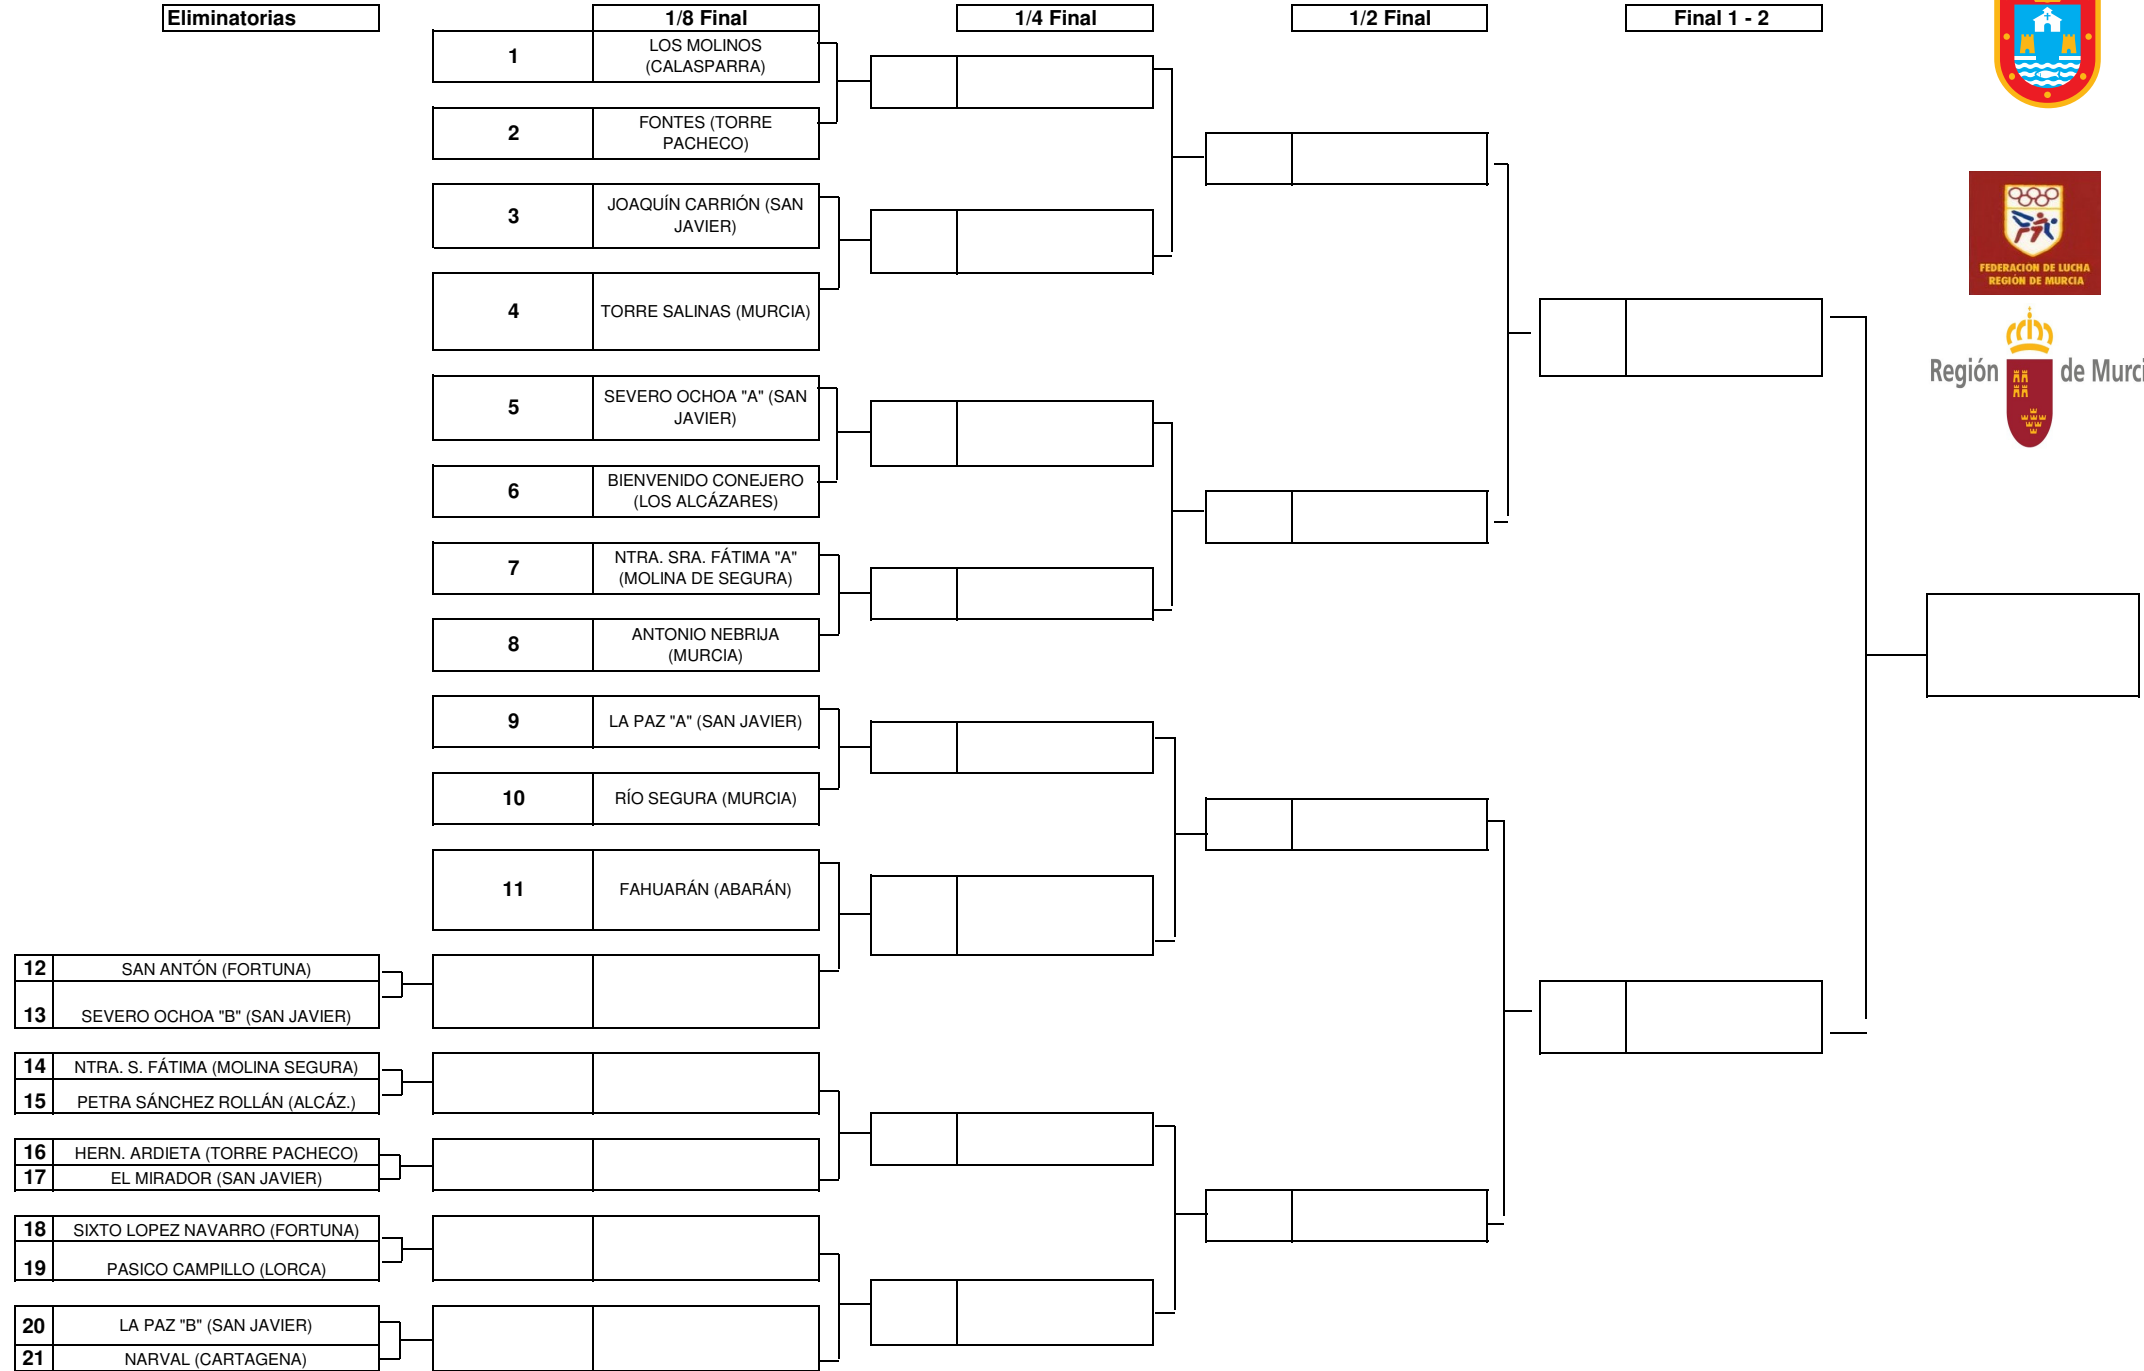 Eliminatorias
1/8 Final
1/4 Final
1/2 Final
Final 1 - 2
1
LOS MOLINOS
(CALASPARRA)
2
FONTES (TORRE
PACHECO)
3
JOAQUÍN CARRIÓN (SAN
JAVIER)
4
TORRE SALINAS (MURCIA)
5
SEVERO OCHOA "A" (SAN
JAVIER)
6
BIENVENIDO CONEJERO
(LOS ALCÁZARES)
7
NTRA. SRA. FÁTIMA "A"
(MOLINA DE SEGURA)
8
ANTONIO NEBRIJA
(MURCIA)
9
LA PAZ "A" (SAN JAVIER)
10
RÍO SEGURA (MURCIA)
11
FAHUARÁN (ABARÁN)
12
SAN ANTÓN (FORTUNA)
13
SEVERO OCHOA "B" (SAN JAVIER)
14
NTRA. S. FÁTIMA (MOLINA SEGURA)
15
PETRA SÁNCHEZ ROLLÁN (ALCÁZ.)
16
HERN. ARDIETA (TORRE PACHECO)
17
EL MIRADOR (SAN JAVIER)
18
SIXTO LOPEZ NAVARRO (FORTUNA)
19
PASICO CAMPILLO (LORCA)
20
LA PAZ "B" (SAN JAVIER)
21
NARVAL (CARTAGENA)
FEDERACION DE LUCHA
REGIÓN DE MURCIA
Región de Murci